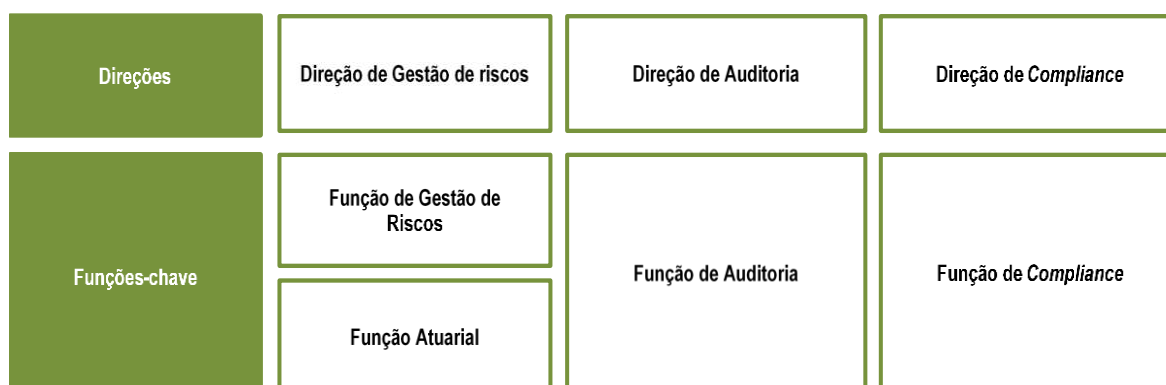 Direções
Direção de Gestão de riscos
Direção de Auditoria
Direção de Compliance
Funções-chave
Função de Gestão de
Riscos
Função Atuarial
Função de Auditoria
Função de Compliance